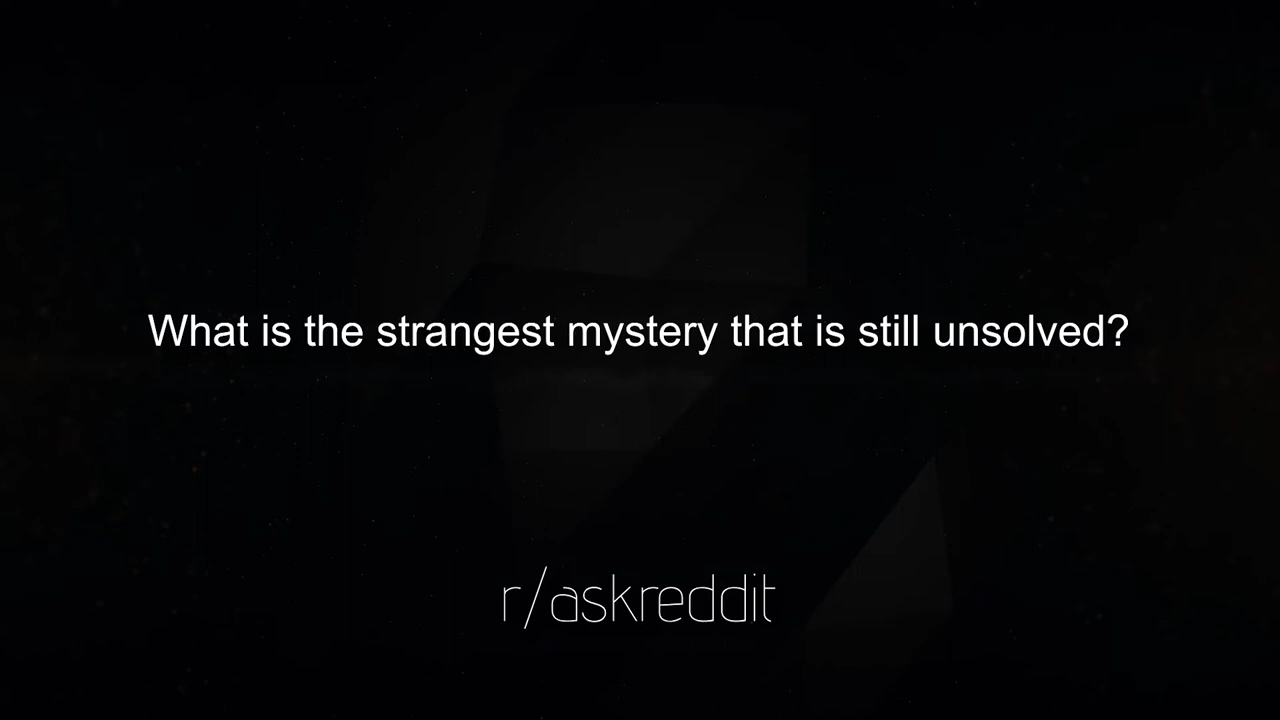 What is the strangest mystery that is still unsolved?
r/askreddit